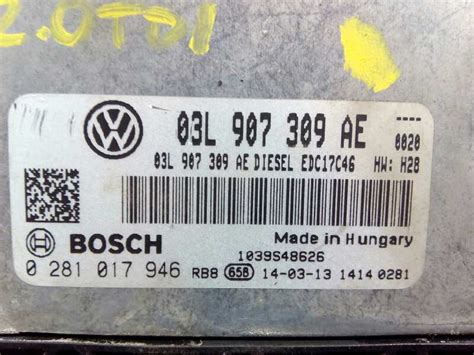 2.0TDI
03L 907 309 AE
0020
03L 907 309 AE DIESEL EDC17C46 HW: H28
BOSCH
Made in Hungary
1039S48626
0 281 017 946 RB8 658 14-03-13 1414 0281